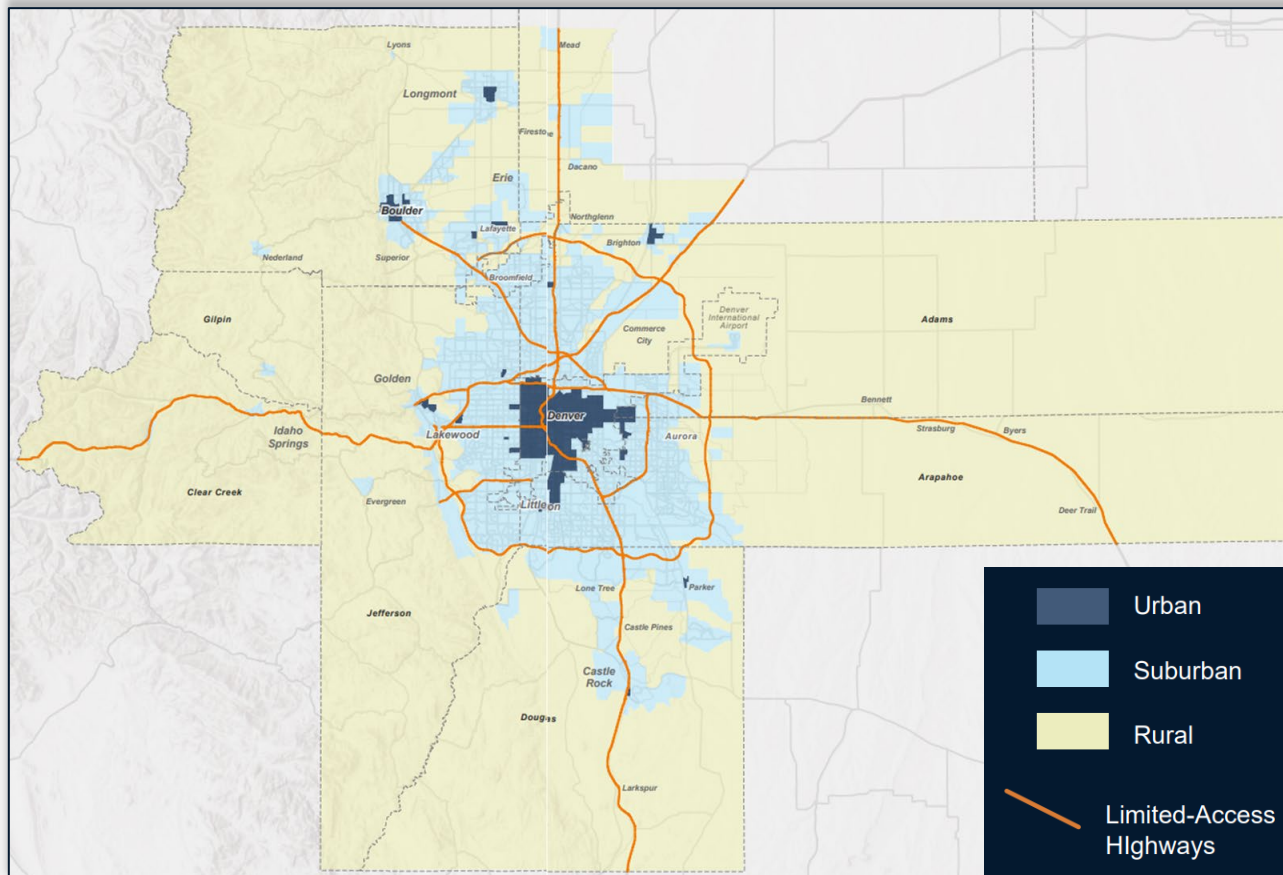 Lyons
Mead
Longmont
Firestone
Dacano
Erie
Boulder
Northglenn
Lafayette
Brighton
Nederland
Superior
Broomfield
Denver
International
Airport
Gilpin
Adams
Commerce
City
Golden
Bennett
Denver
Strasburg
Byers
Idaho
Springs
Lakewood
Aurora
Arapahoe
Clear Creek
Evergreen
Littleton
Deer Trail
Lone Tree
Parker
Jefferson
Castle Pines
Castle
Rock
Douglas
Larkspur
Urban
Suburban
Rural
Limited-Access
HIghways